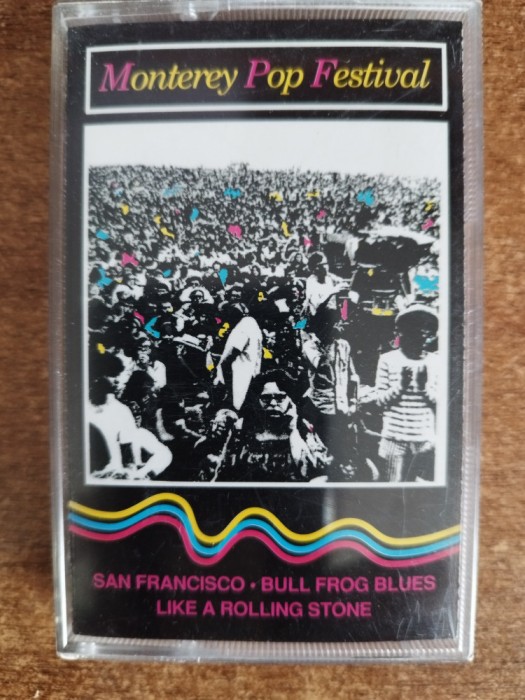 Monterey Pop Festival
SAN FRANCISCO • BULL FROG BLUES
LIKE A ROLLING STONE